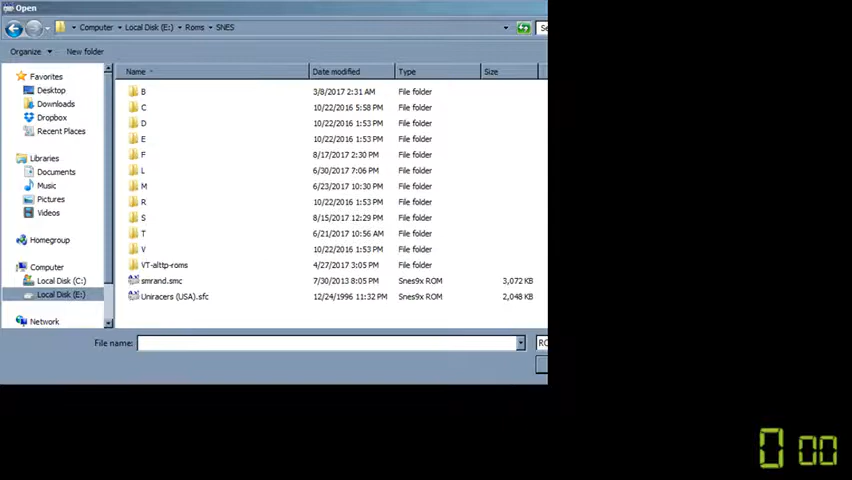 Open
Computer Local Disk (E:) Roms SNES Se
Organize New folder
Name Date modified Type Size
Favorites
Desktop
Downloads
Dropbox
Recent Places
Libraries
Documents
Music
Pictures
Videos
Homegroup
Computer
Local Disk (C:)
Local Disk (E:)
Network
B 3/8/2017 2:31 AM File folder
C 10/22/2016 5:58 PM File folder
D 10/22/2016 1:53 PM File folder
E 10/22/2016 1:53 PM File folder
F 8/17/2017 2:30 PM File folder
L 6/30/2017 7:06 PM File folder
M 6/23/2017 10:30 PM File folder
R 10/22/2016 1:53 PM File folder
S 8/15/2017 12:29 PM File folder
T 6/21/2017 10:56 AM File folder
V 10/22/2016 1:53 PM File folder
VT-alttp-roms 4/27/2017 3:05 PM File folder
smrand.smc 7/30/2013 8:05 PM Snes9x ROM 3,072 KB
Uniracers (USA).sfc 12/24/1996 11:32 PM Snes9x ROM 2,048 KB
File name: RO
0 00